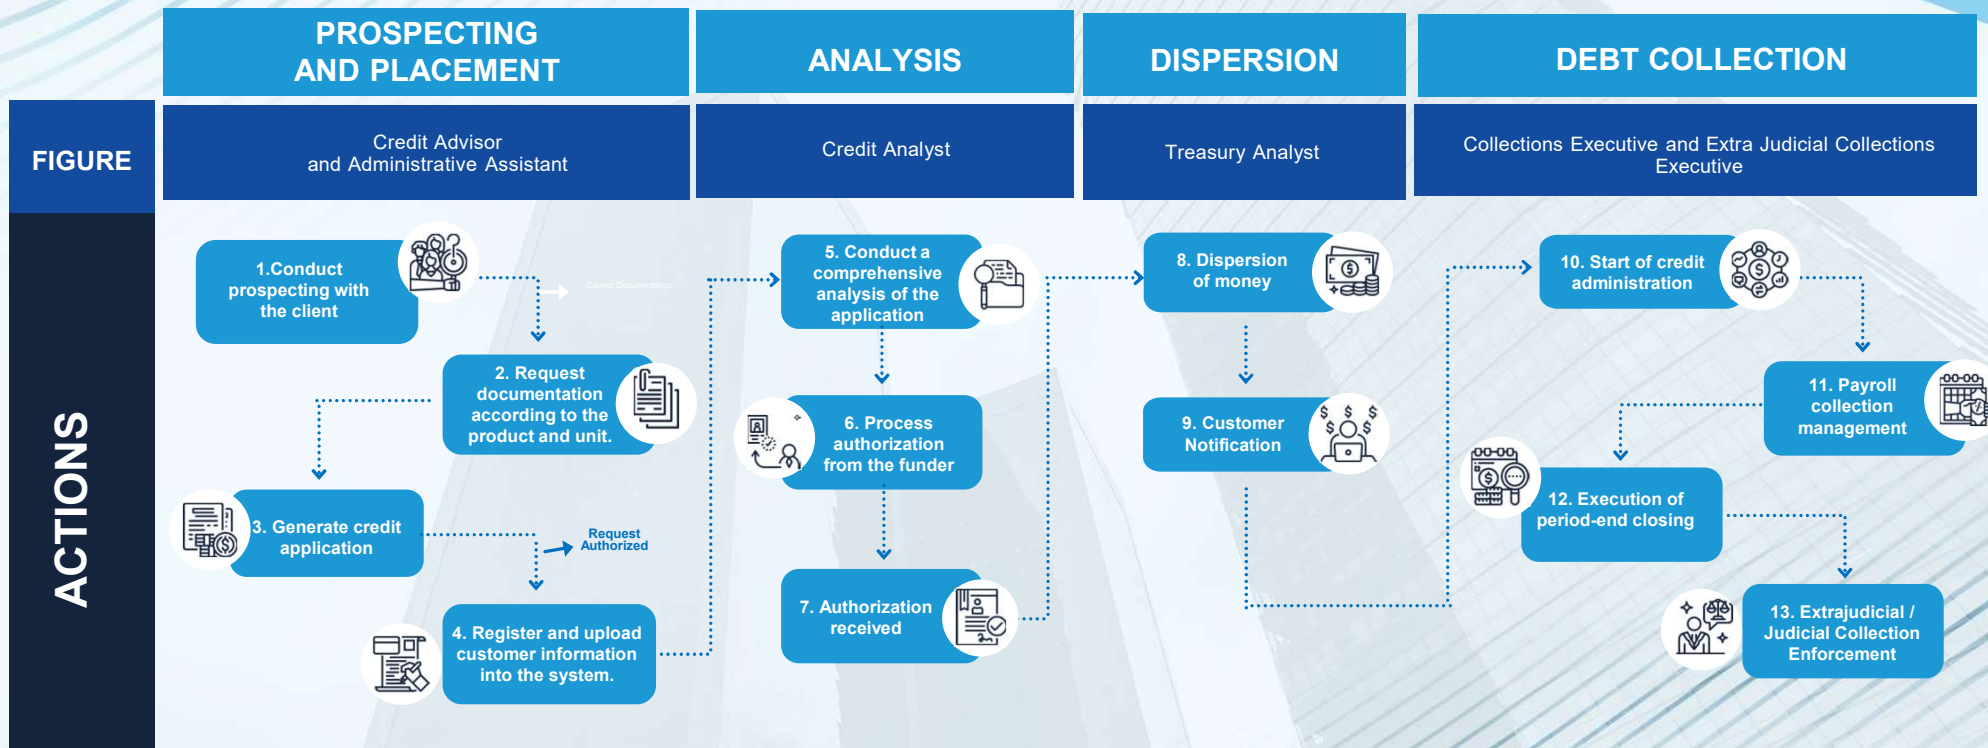 PROSPECTING
AND PLACEMENT
ANALYSIS
DISPERSION
DEBT COLLECTION
FIGURE
Credit Advisor
and Administrative Assistant
Credit Analyst
Treasury Analyst
Collections Executive and Extra Judicial Collections
Executive
ACTIONS
1.Conduct
prospecting with
the client
Correct Documentation
2. Request
documentation
according to the
product and unit.
3. Generate credit
application
Request
Authorized
4. Register and upload
customer information
into the system.
5. Conduct a
comprehensive
analysis of the
application
6. Process
authorization
from the funder
7. Authorization
received
8. Dispersion
of money
9. Customer
Notification
10. Start of credit
administration
11. Payroll
collection
management
12. Execution of
period-end closing
13. Extrajudicial /
Judicial Collection
Enforcement